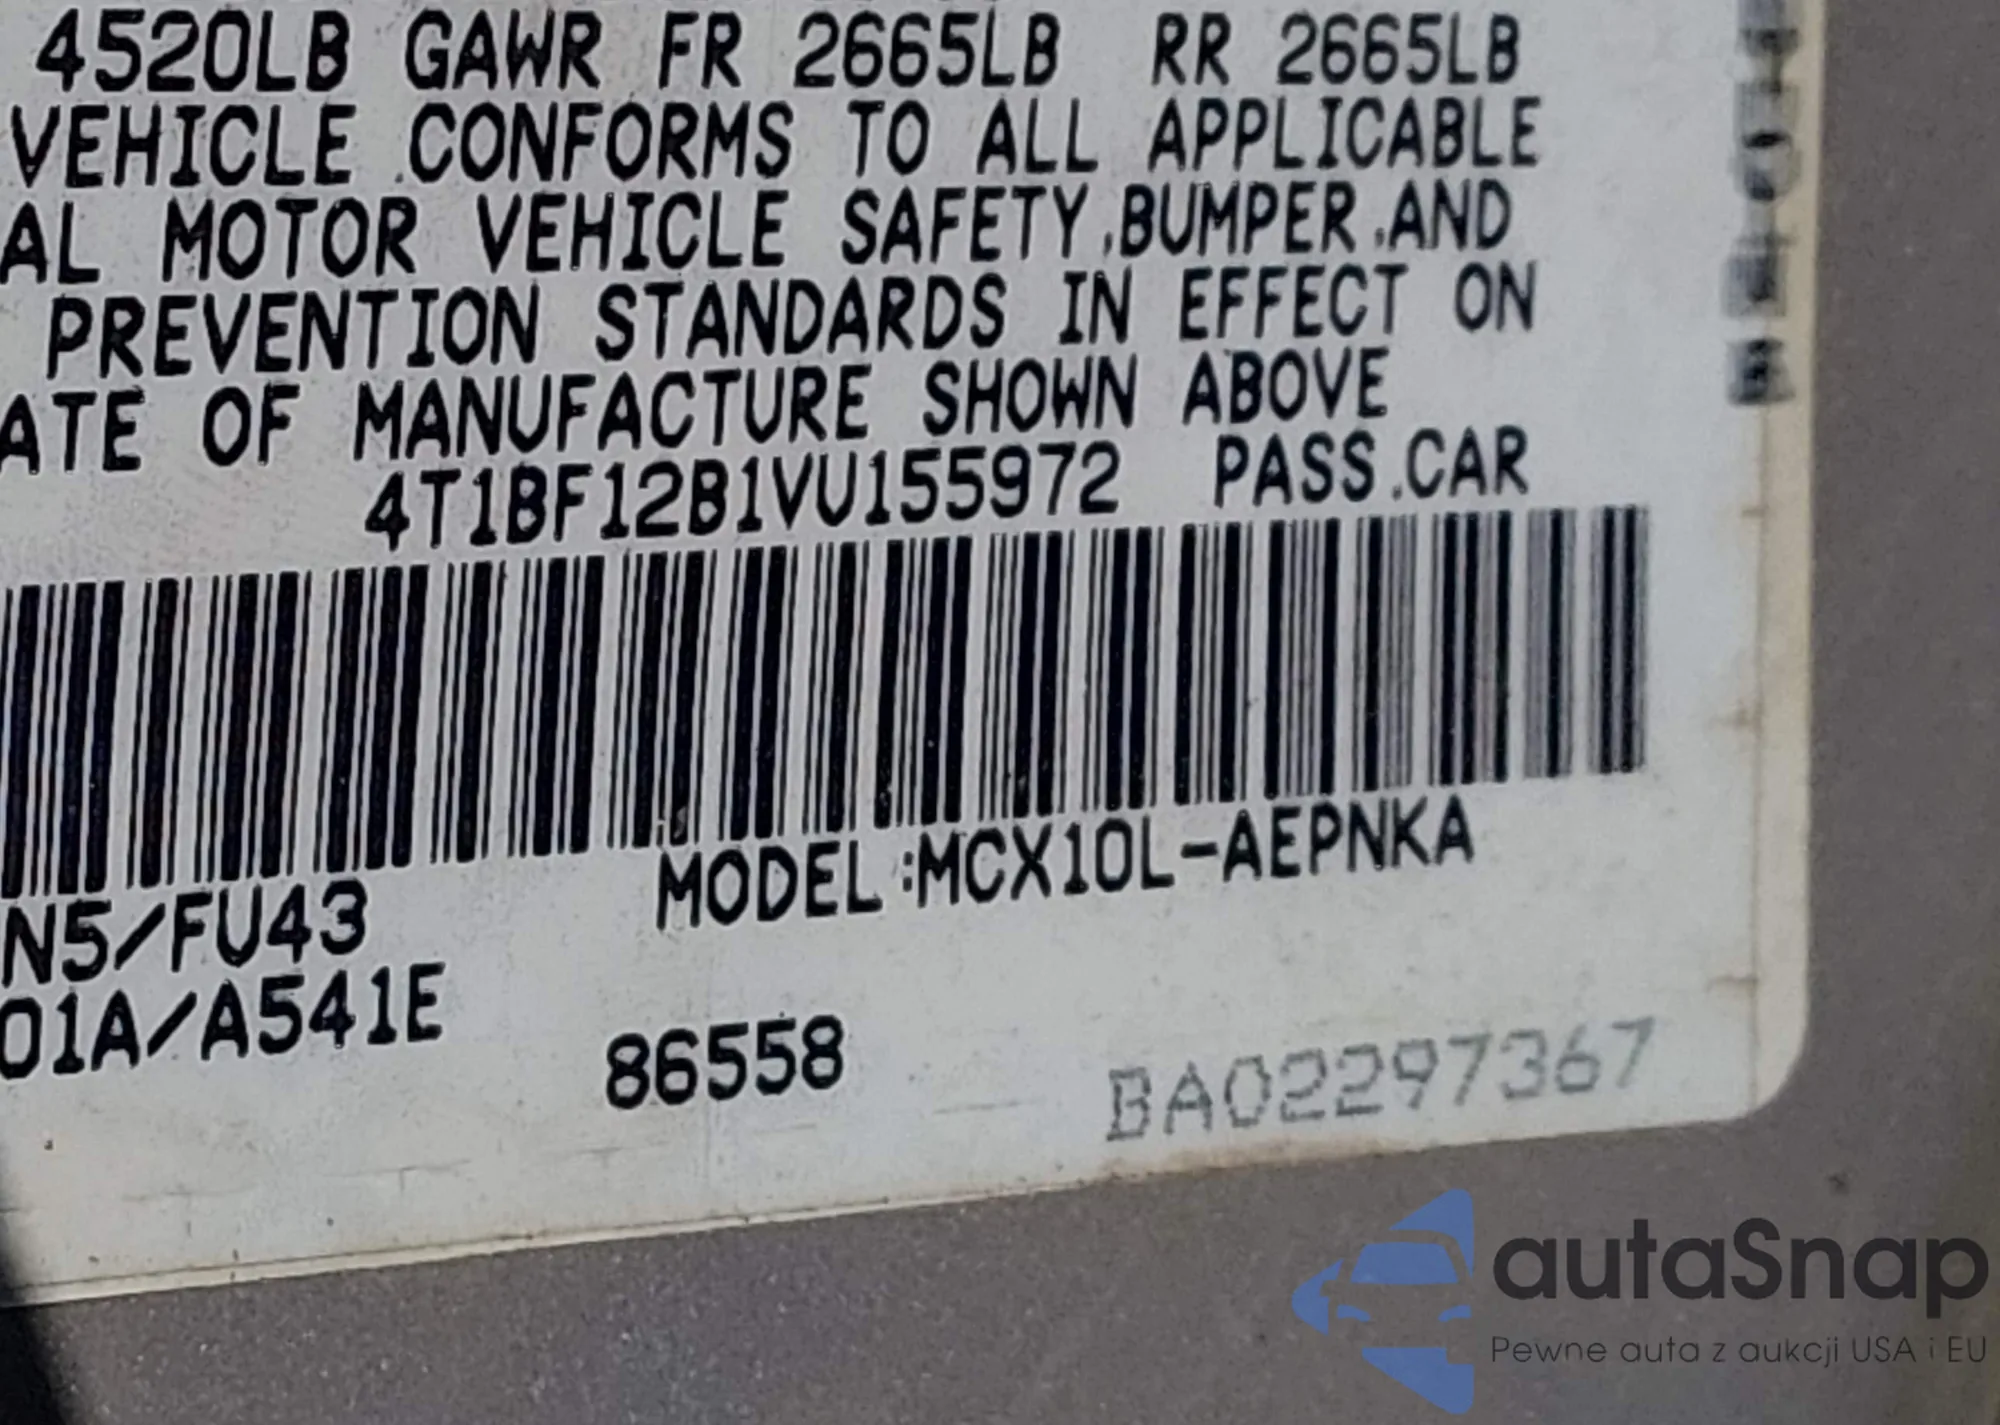 4520LB GAWR FR 2665LB RR 2665LB
VEHICLE CONFORMS TO ALL APPLICABLE
AL MOTOR VEHICLE SAFETY,BUMPER,AND
PREVENTION STANDARDS IN EFFECT ON
ATE OF MANUFACTURE SHOWN ABOVE
4T1BF12B1VU155972 PASS.CAR
MODEL:MCX10L-AEPNKA
N5/FU43
01A/A541E
86558
BA02297367
autaSnap
Pewne auta z aukcji USA i EU